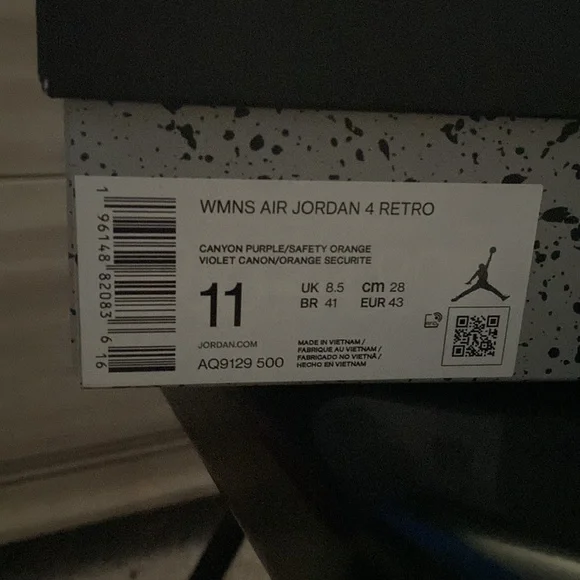 WMNS AIR JORDAN 4 RETRO
CANYON PURPLE/SAFETY ORANGE
VIOLET CANON/ORANGE SECURITE
11
UK 8.5 cm 28
BR 41 EUR 43
JORDAN.COM
AQ9129 500
MADE IN VIETNAM /
FABRIQUE AU VIETNAM /
FABRICADO NO VIETNÃ /
HECHO EN VIETNAM
1 96148 82083 6 16